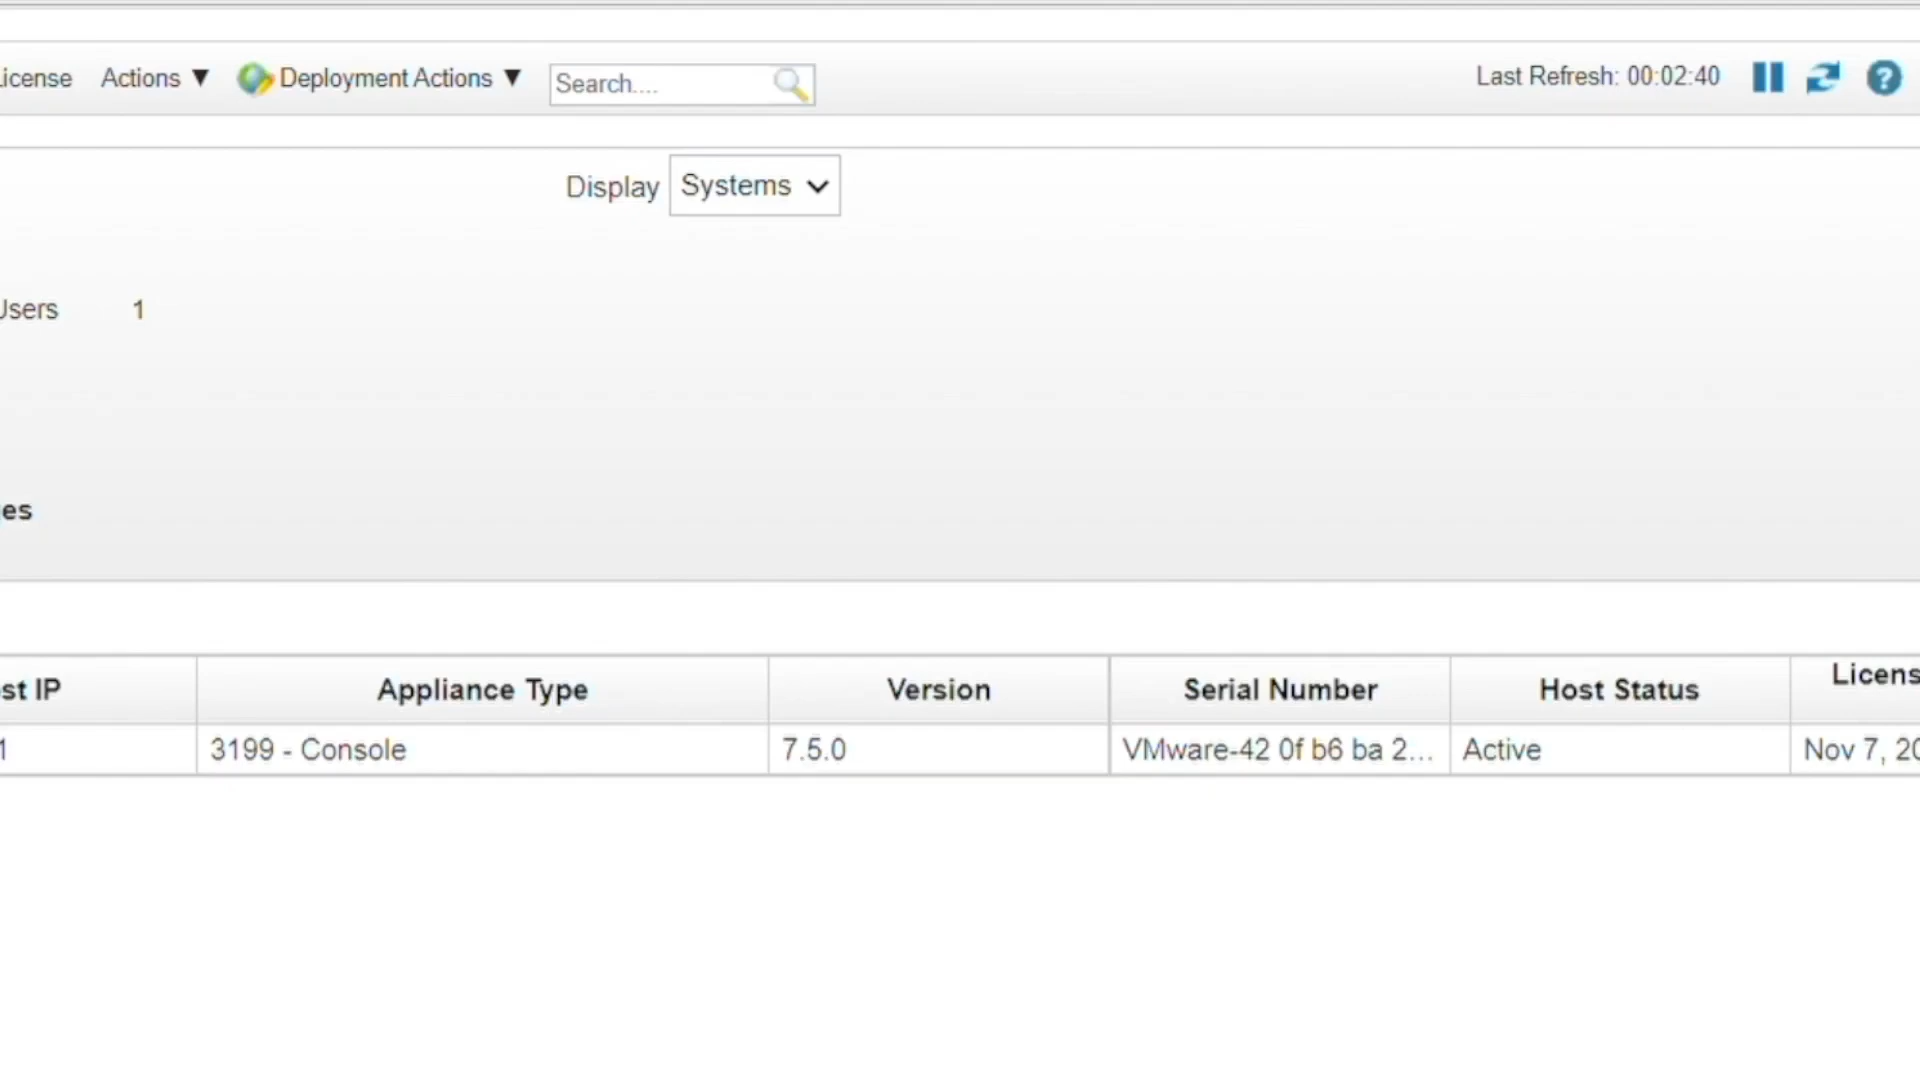 License Actions ▼ Deployment Actions ▼ Search.... Last Refresh: 00:02:40
Display Systems
Users 1
es
st IP Appliance Type Version Serial Number Host Status Licens
1 3199 - Console 7.5.0 VMware-42 0f b6 ba 2... Active Nov 7, 20